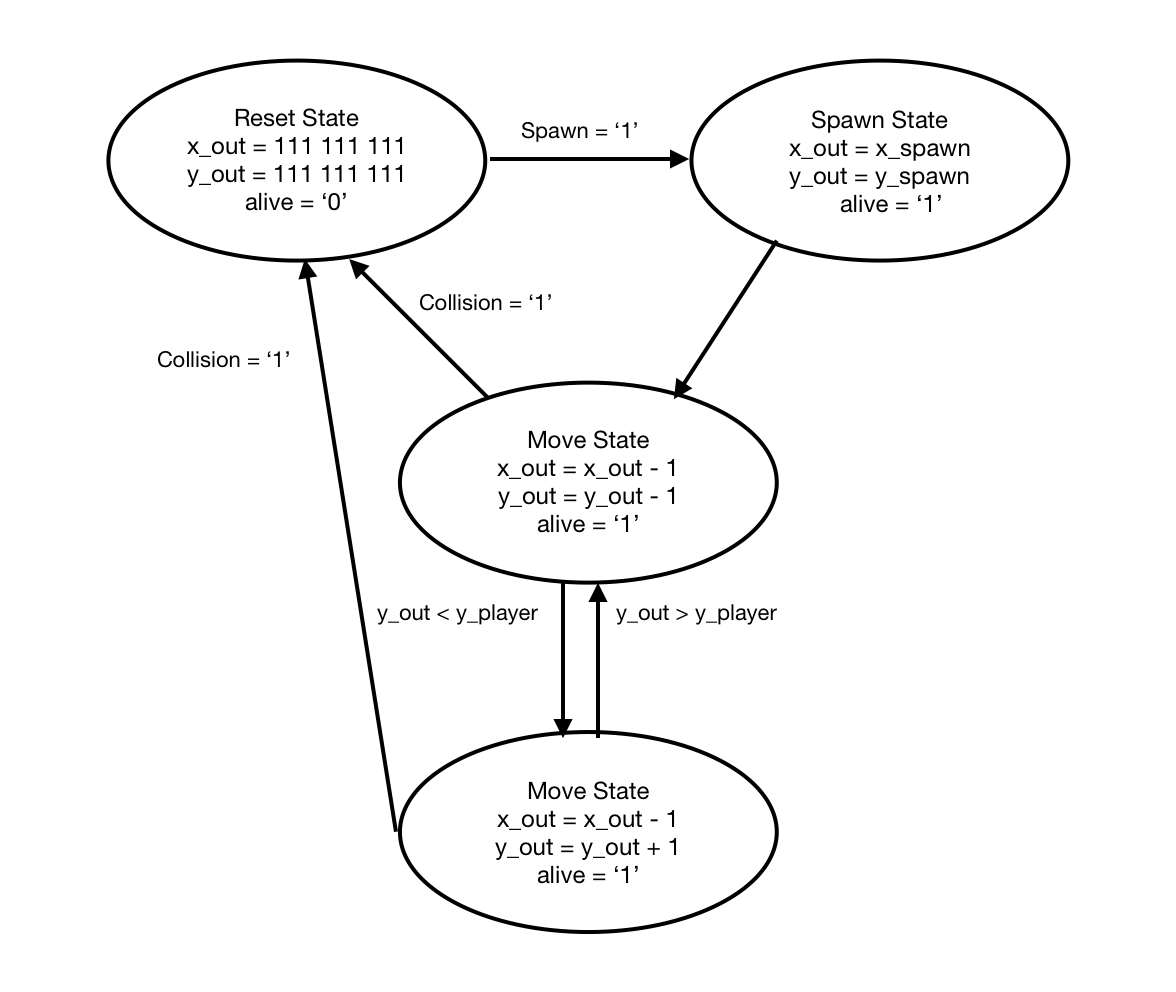 Reset State
x_out = 111 111 111
y_out = 111 111 111
alive = ‘0’
Spawn = ‘1’
Spawn State
x_out = x_spawn
y_out = y_spawn
alive = ‘1’
Collision = ‘1’
Collision = ‘1’
Move State
x_out = x_out - 1
y_out = y_out - 1
alive = ‘1’
y_out < y_player
y_out > y_player
Move State
x_out = x_out - 1
y_out = y_out + 1
alive = ‘1’